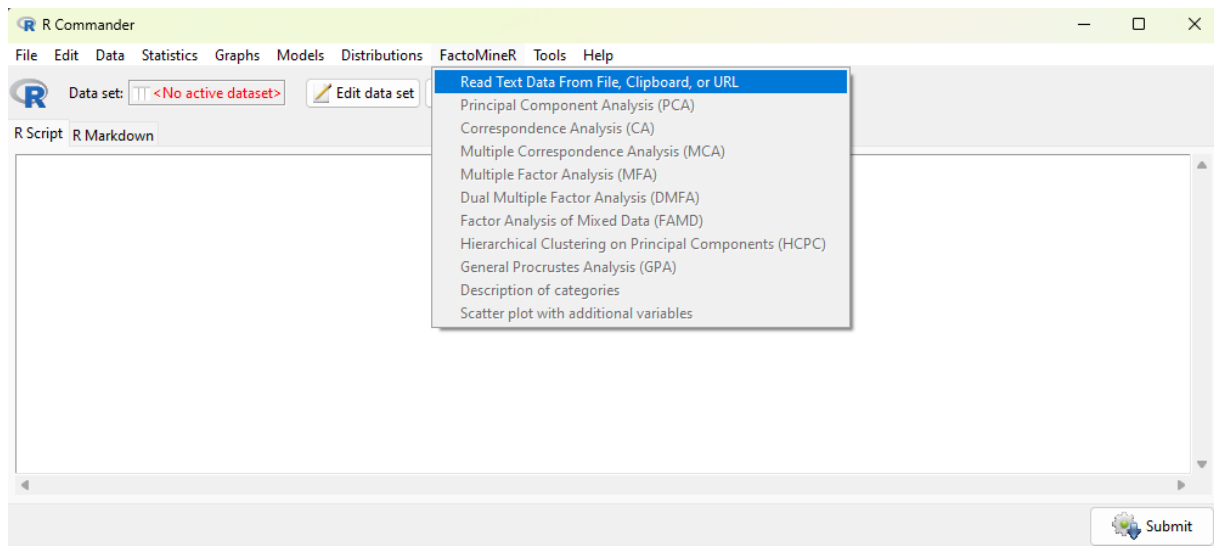 R Commander
File Edit Data Statistics Graphs Models Distributions FactoMineR Tools Help
R Data set: <No active dataset> Edit data set
R Script R Markdown
Read Text Data From File, Clipboard, or URL
Principal Component Analysis (PCA)
Correspondence Analysis (CA)
Multiple Correspondence Analysis (MCA)
Multiple Factor Analysis (MFA)
Dual Multiple Factor Analysis (DMFA)
Factor Analysis of Mixed Data (FAMD)
Hierarchical Clustering on Principal Components (HCPC)
General Procrustes Analysis (GPA)
Description of categories
Scatter plot with additional variables
Submit